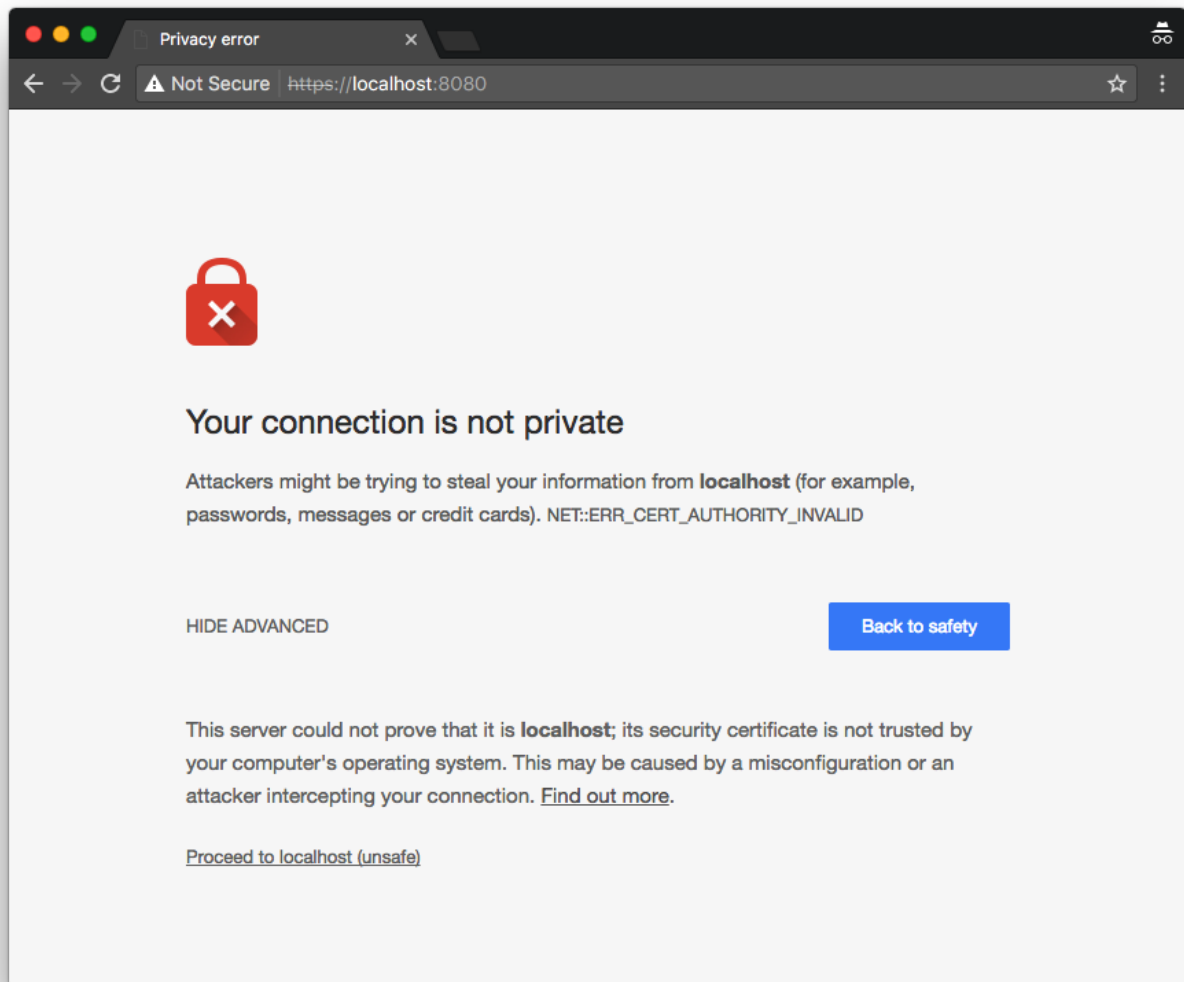 Privacy error
Not Secure https://localhost:8080
Your connection is not private
Attackers might be trying to steal your information from localhost (for example,
passwords, messages or credit cards). NET::ERR_CERT_AUTHORITY_INVALID
HIDE ADVANCED
Back to safety
This server could not prove that it is localhost; its security certificate is not trusted by
your computer's operating system. This may be caused by a misconfiguration or an
attacker intercepting your connection. Find out more.
Proceed to localhost (unsafe)